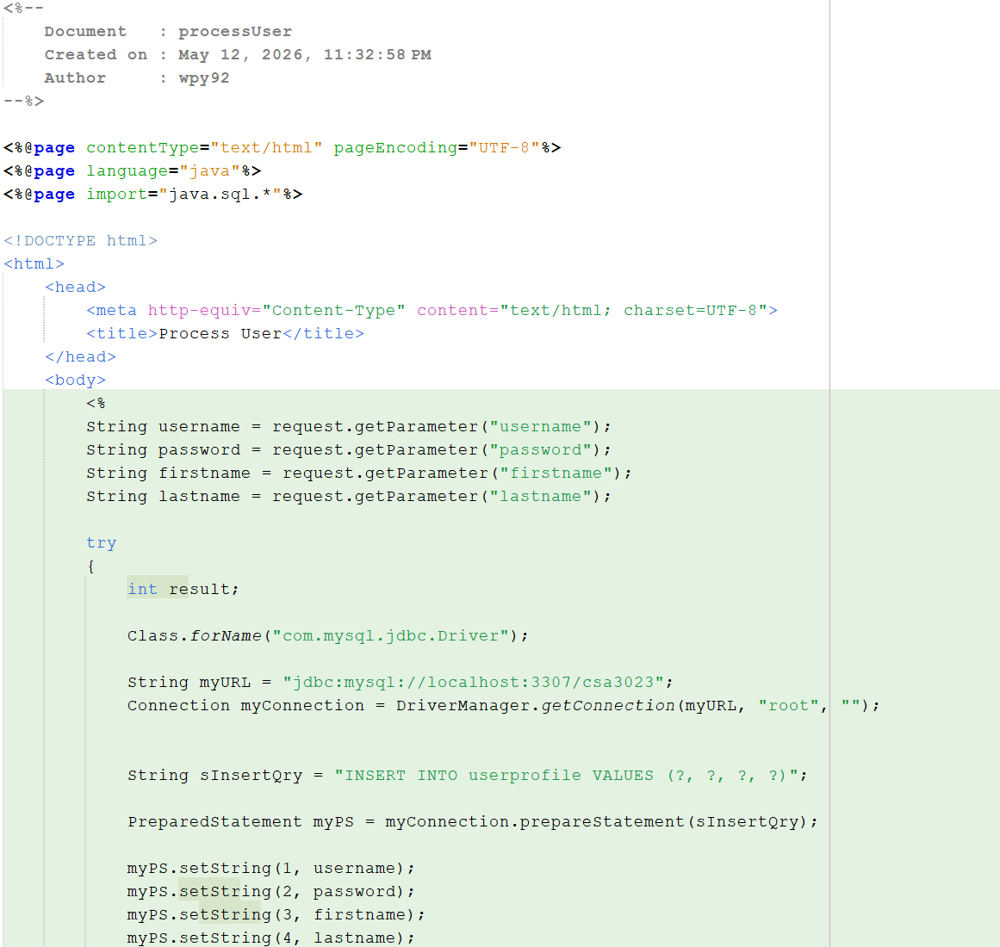 <%--
Document   : processUser
Created on : May 12, 2026, 11:32:58 PM
Author     : wpy92
--%>
<%@page contentType="text/html" pageEncoding="UTF-8"%>
<%@page language="java"%>
<%@page import="java.sql.*"%>
<!DOCTYPE html>
<html>
<head>
<meta http-equiv="Content-Type" content="text/html; charset=UTF-8">
<title>Process User</title>
</head>
<body>
<%
String username = request.getParameter("username");
String password = request.getParameter("password");
String firstname = request.getParameter("firstname");
String lastname = request.getParameter("lastname");
try
{
int result;
Class.forName("com.mysql.jdbc.Driver");
String myURL = "jdbc:mysql://localhost:3307/csa3023";
Connection myConnection = DriverManager.getConnection(myURL, "root", "");
String sInsertQry = "INSERT INTO userprofile VALUES (?, ?, ?, ?)";
PreparedStatement myPS = myConnection.prepareStatement(sInsertQry);
myPS.setString(1, username);
myPS.setString(2, password);
myPS.setString(3, firstname);
myPS.setString(4, lastname);